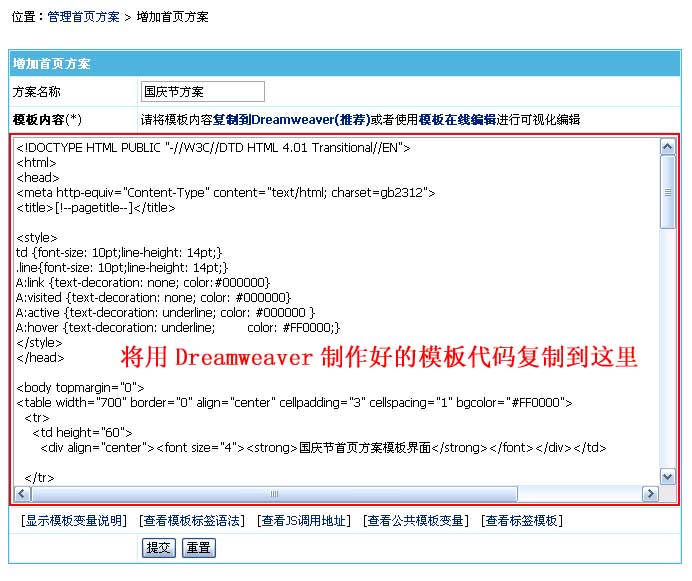 位置：管理首页方案 > 增加首页方案
增加首页方案
方案名称 国庆节方案
模板内容(*) 请将模板内容复制到Dreamweaver(推荐)或者使用模板在线编辑进行可视化编辑
<!DOCTYPE HTML PUBLIC "-//W3C//DTD HTML 4.01 Transitional//EN">
<html>
<head>
<meta http-equiv="Content-Type" content="text/html; charset=gb2312">
<title>[!--pagetitle--]</title>
<style>
td {font-size: 10pt;line-height: 14pt;}
.line{font-size: 10pt;line-height: 14pt;}
A:link {text-decoration: none; color:#000000}
A:visited {text-decoration: none; color: #000000}
A:active {text-decoration: underline; color: #000000 }
A:hover {text-decoration: underline; color: #FF0000;}
</style>
</head>
将用 Dreamweaver 制作好的模板代码复制到这里
<body topmargin="0">
<table width="700" border="0" align="center" cellpadding="3" cellspacing="1" bgcolor="#FF0000">
<tr>
<td height="60">
<div align="center"><font size="4"><strong>国庆节首页方案模板界面</strong></font></div></td>
</tr>
[显示模板变量说明] [查看模板标签语法] [查看JS调用地址] [查看公共模板变量] [查看标签模板]
提交 重置